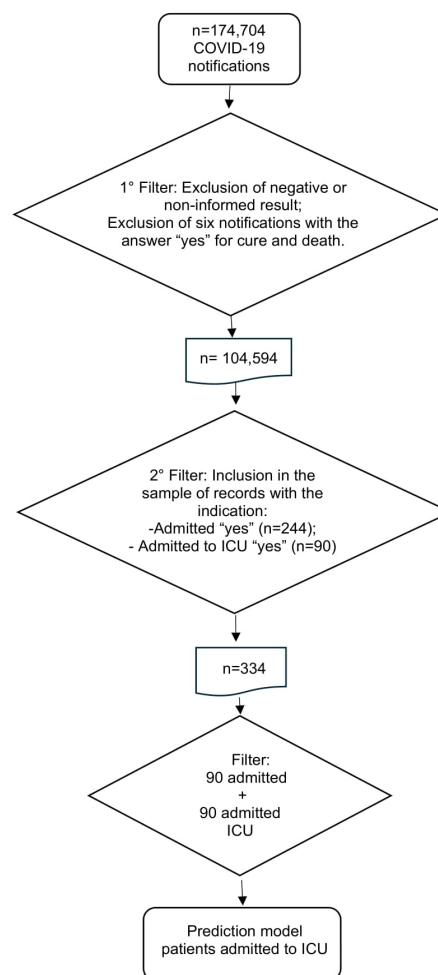 n=174,704
COVID-19
notifications
1° Filter: Exclusion of negative or
non-informed result;
Exclusion of six notifications with the
answer “yes” for cure and death.
n= 104,594
2° Filter: Inclusion in the
sample of records with the
indication:
-Admitted “yes” (n=244);
- Admitted to ICU “yes” (n=90)
n=334
Filter:
90 admitted
+
90 admitted
ICU
Prediction model
patients admitted to ICU